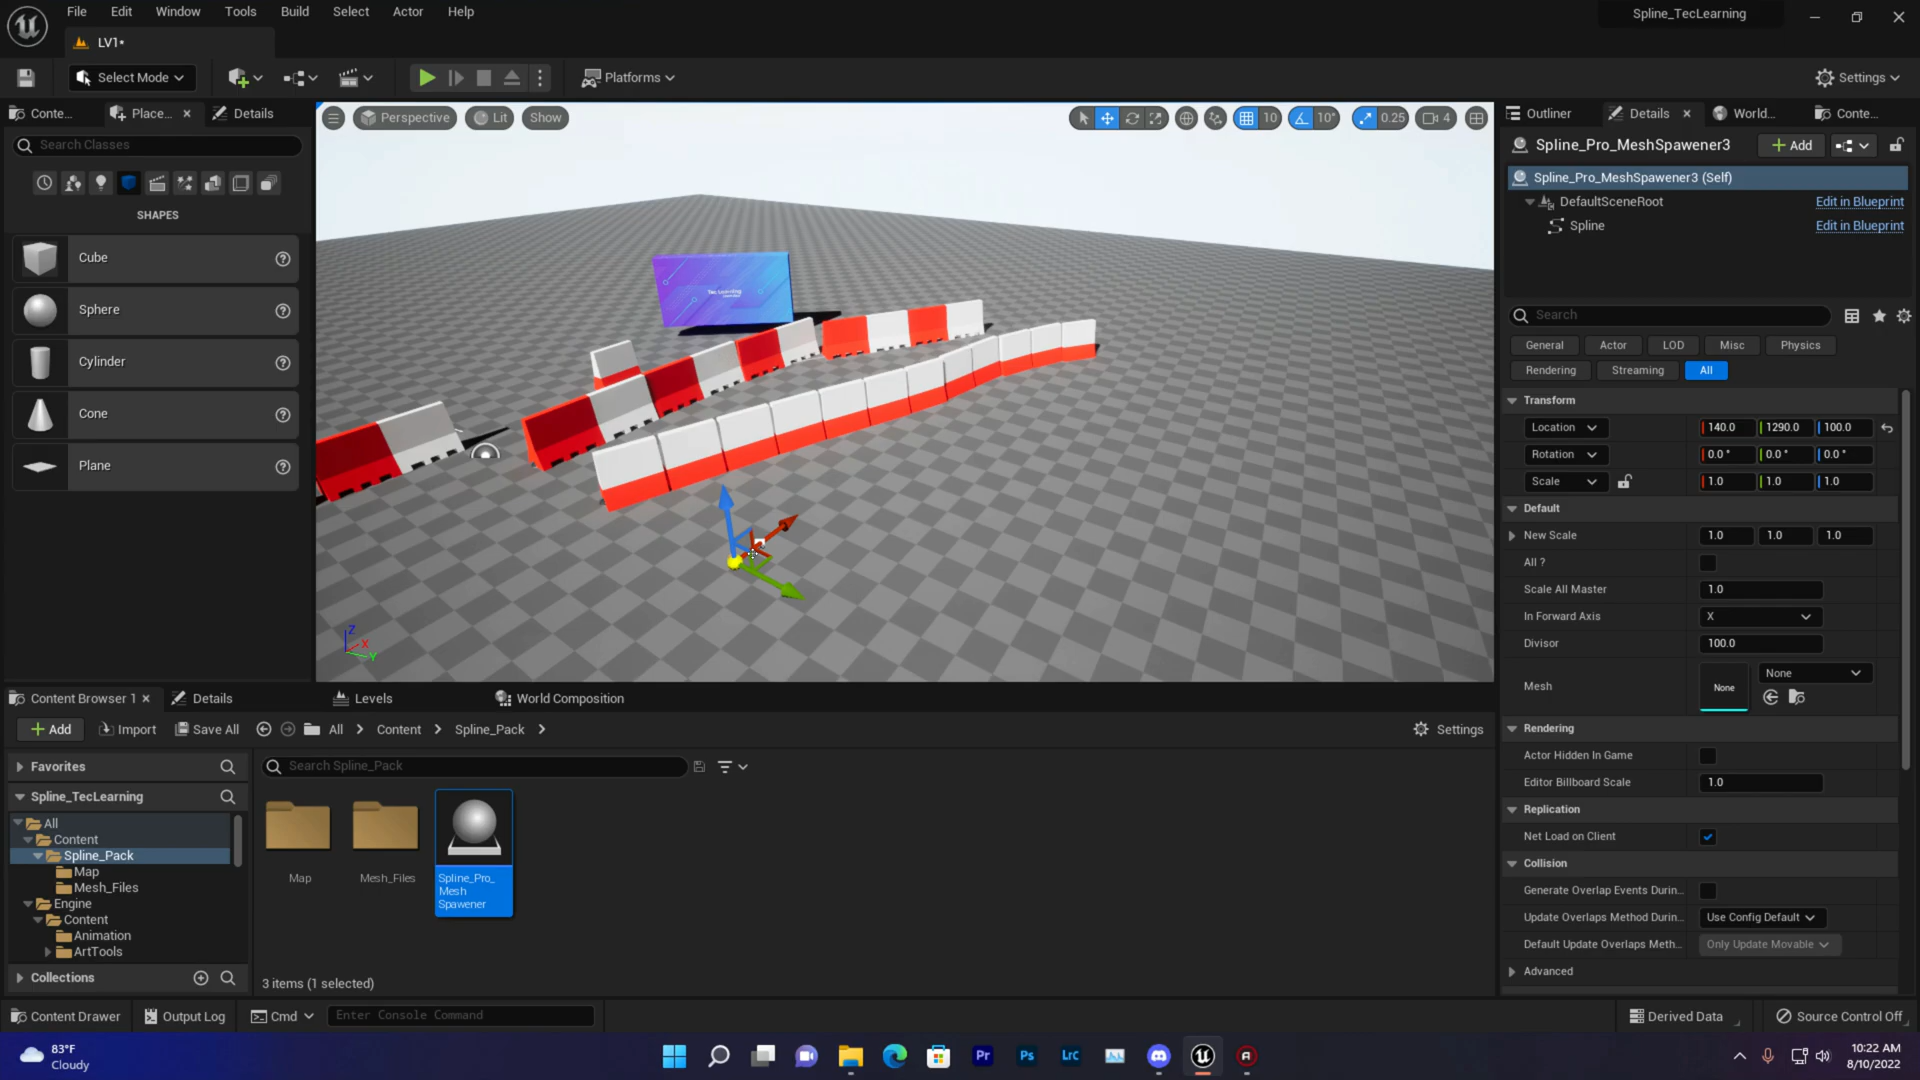 File Edit Window Tools Build Select Actor Help
Spline_TecLearning
LV1*
Select Mode
Platforms
Settings
Conte...
Place...
Details
Search Classes
SHAPES
Cube
Sphere
Cylinder
Cone
Plane
Perspective
Lit
Show
10
10°
0.25
4
Tec Learning
Z
X
Y
Outliner
Details
World...
Conte...
Spline_Pro_MeshSpawener3
Add
Spline_Pro_MeshSpawener3 (Self)
DefaultSceneRoot Edit in Blueprint
Spline Edit in Blueprint
Search
General Actor LOD Misc Physics
Rendering Streaming All
Transform
Location 140.0 1290.0 100.0
Rotation 0.0° 0.0° 0.0°
Scale 1.0 1.0 1.0
Default
New Scale 1.0 1.0 1.0
All ?
Scale All Master 1.0
In Forward Axis X
Divisor 100.0
Mesh None None
Rendering
Actor Hidden In Game
Editor Billboard Scale 1.0
Replication
Net Load on Client
Collision
Generate Overlap Events Durin...
Update Overlaps Method Durin... Use Config Default
Default Update Overlaps Meth... Only Update Movable
Advanced
Content Browser 1
Details
Levels
World Composition
Add
Import
Save All
All
Content
Spline_Pack
Settings
Favorites
Search Spline_Pack
Spline_TecLearning
All
Content
Spline_Pack
Map
Mesh_Files
Engine
Content
Animation
ArtTools
Collections
Map
Mesh_Files
Spline_Pro_
Mesh
Spawener
3 items (1 selected)
Content Drawer
Output Log
Cmd
Enter Console Command
Derived Data
Source Control Off
83°F
Cloudy
Pr
Ps
LrC
10:22 AM
8/10/2022